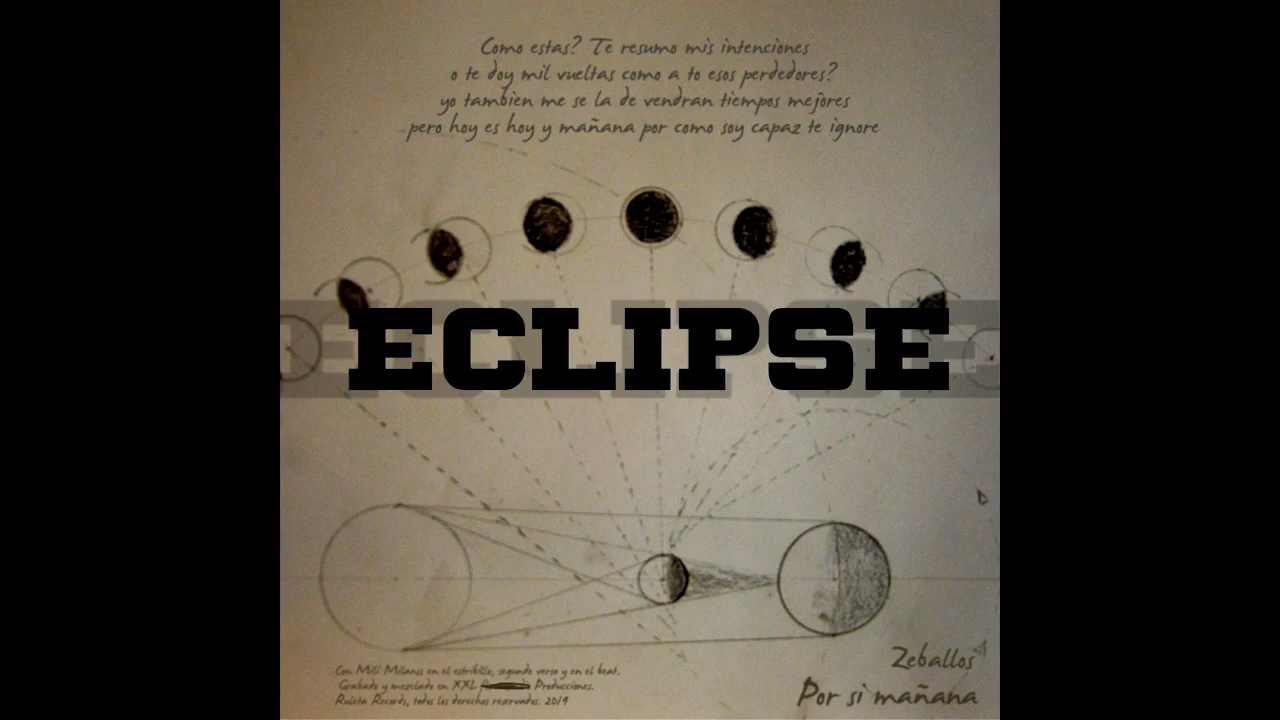 Como estas? Te resumo mis intenciones
o te doy mil vueltas como a to esos perdedores?
yo tambien me se la de vendran tiempos mejores
pero hoy es hoy y mañana por como soy capaz te ignore
ECLIPSE
Con Mili Milanss en el estribillo, segundo verso y en el beat.
Grabado y mezclado en XXL Producciones.
Ruleta Records, todos los derechos reservados. 2019
Zeballos
Por si mañana